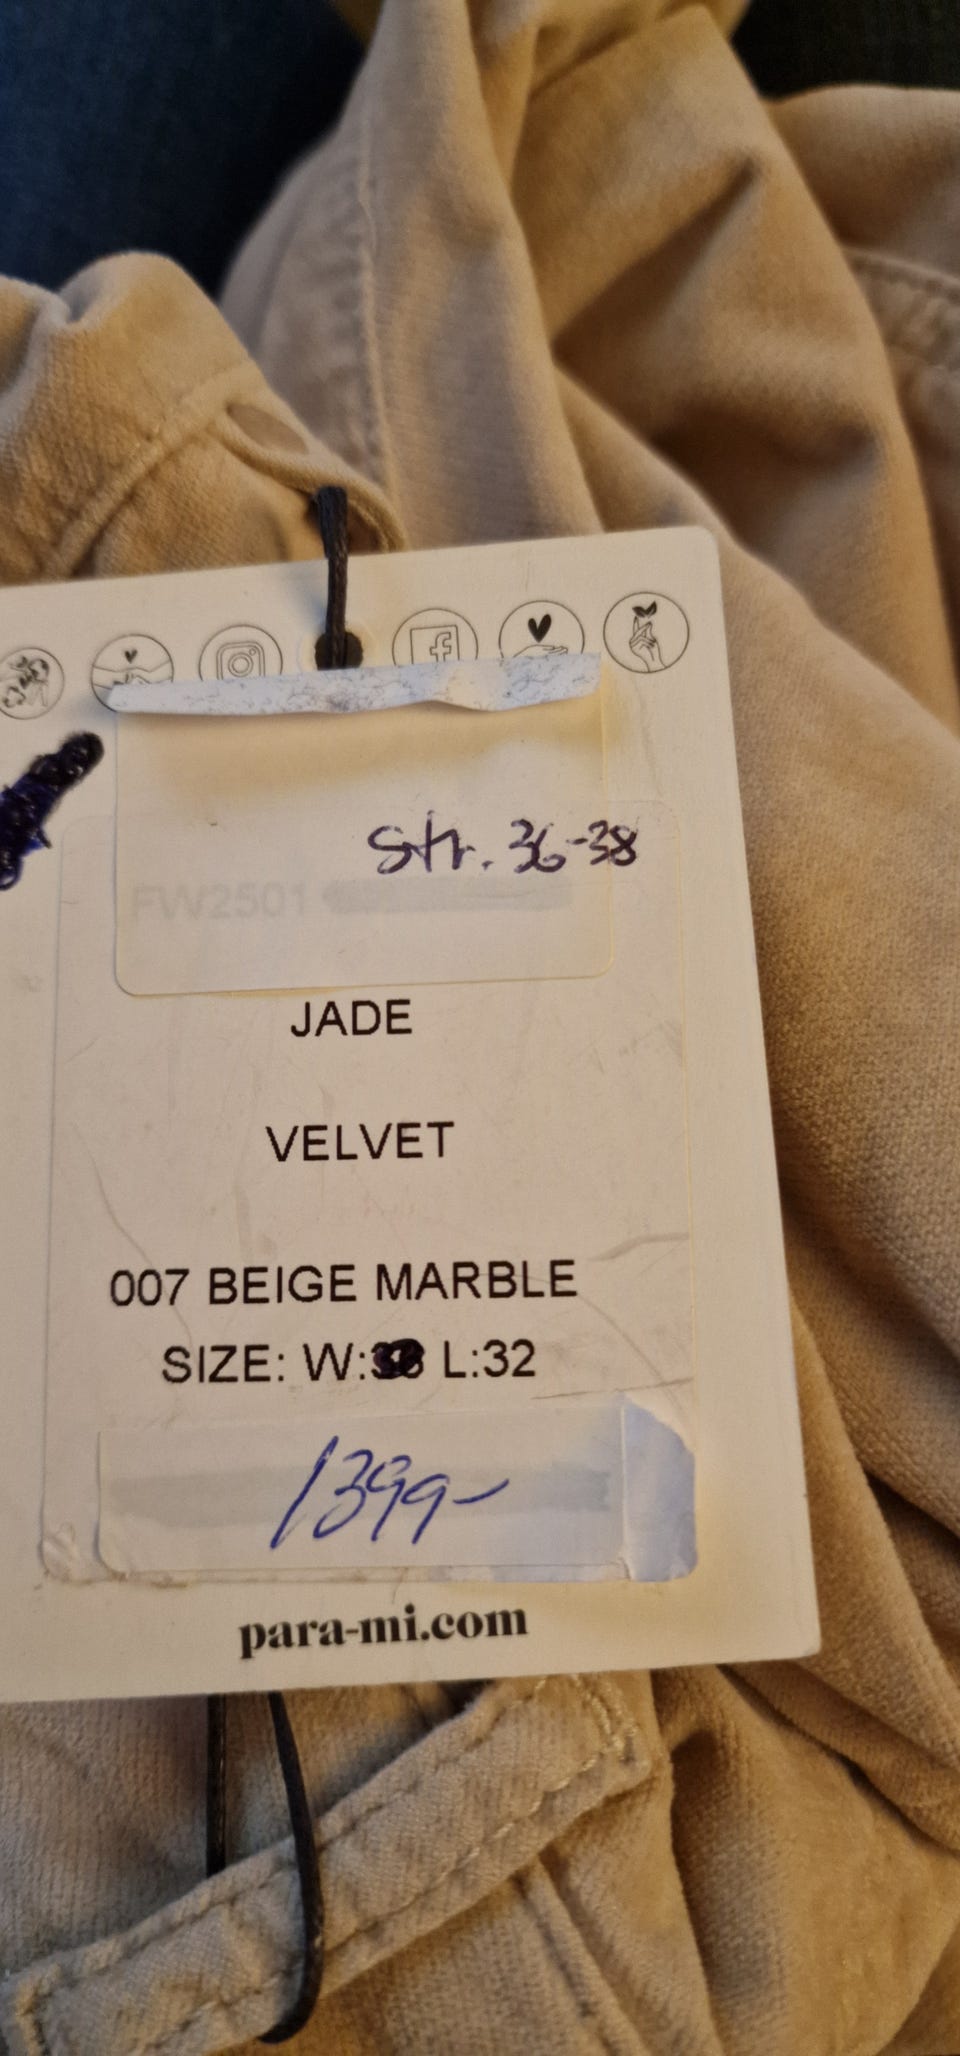 str. 36-38
FW2501
JADE
VELVET
007 BEIGE MARBLE
SIZE: W: L:32
1399-
para-mi.com